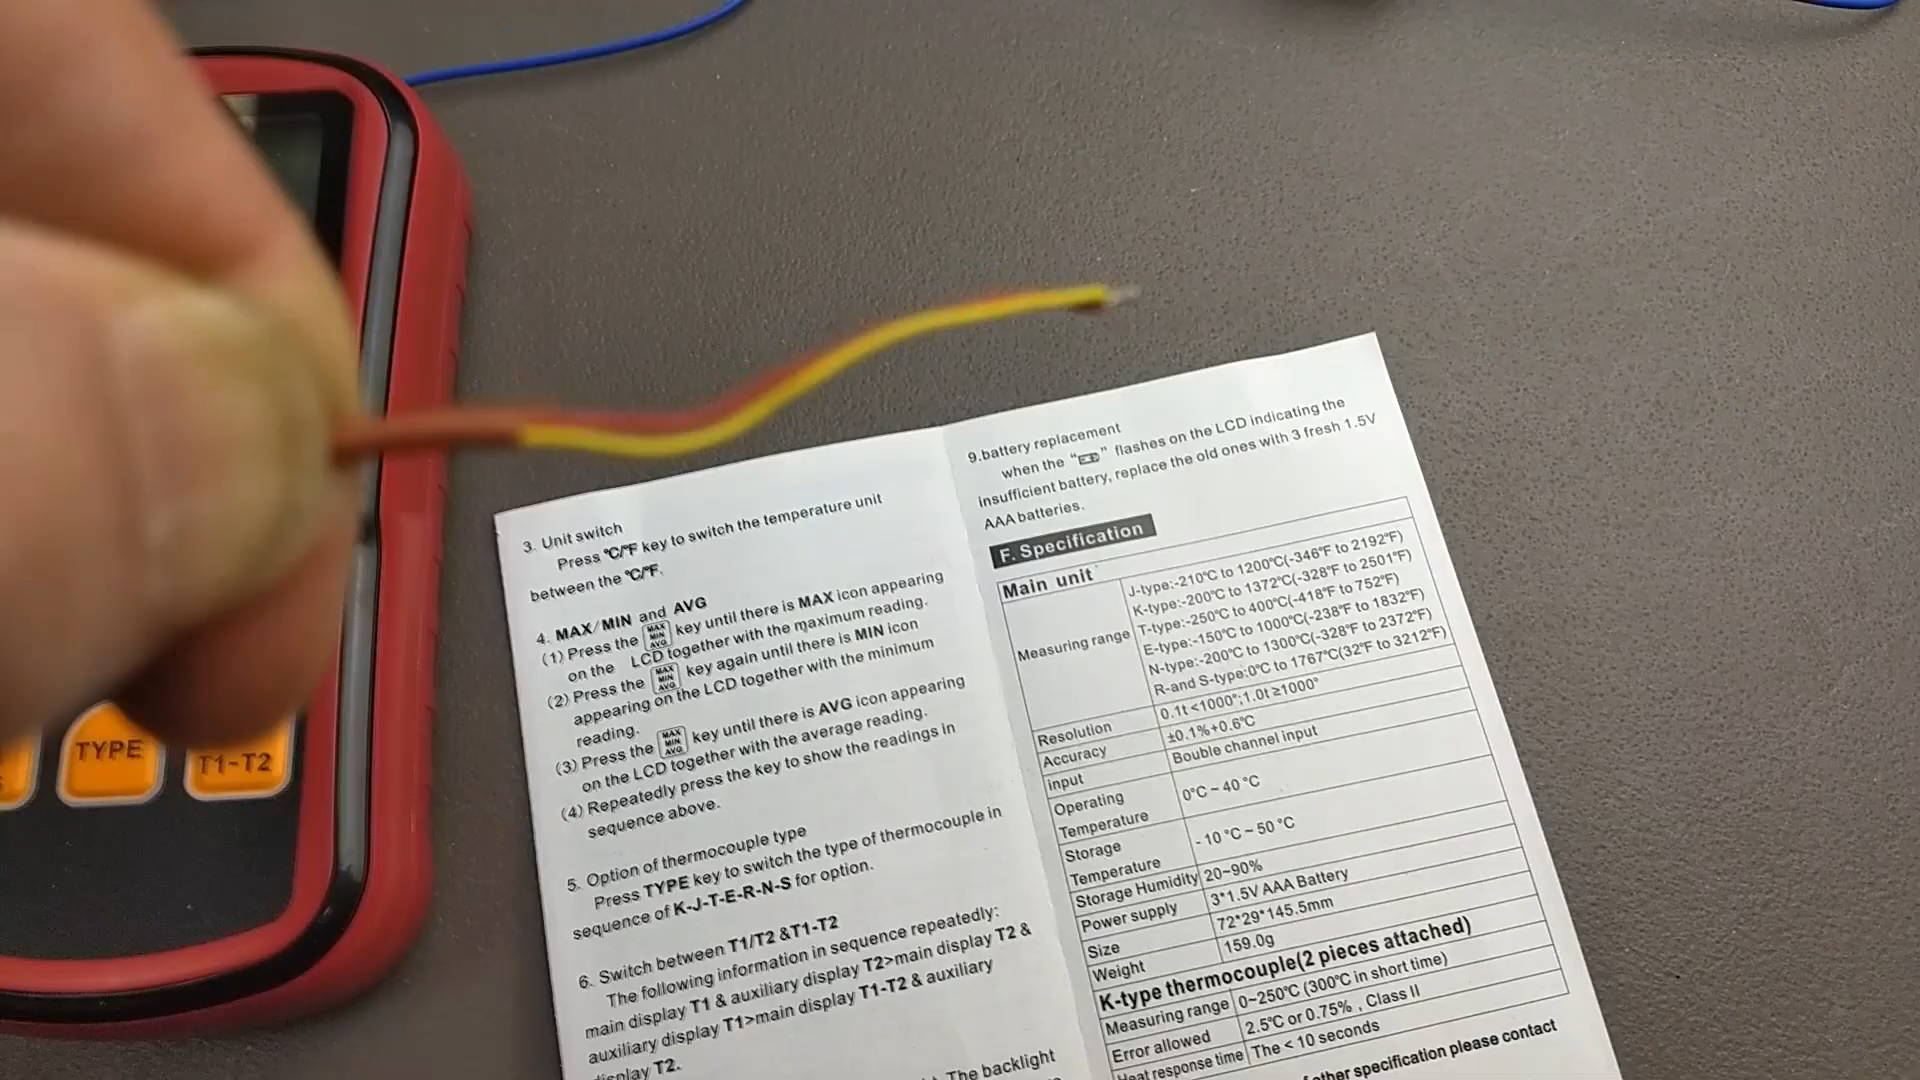 TYPE
T1-T2
3. Unit switch
Press °C/°F key to switch the temperature unit
between the °C/°F.
4. MAX/MIN and AVG
(1) Press the MAX MIN AVG key until there is MAX icon appearing
on the LCD together with the maximum reading.
(2) Press the MAX MIN AVG key again until there is MIN icon
appearing on the LCD together with the minimum
reading.
(3) Press the MAX MIN AVG key until there is AVG icon appearing
on the LCD together with the average reading.
(4) Repeatedly press the key to show the readings in
sequence above.
5. Option of thermocouple type
Press TYPE key to switch the type of thermocouple in
sequence of K-J-T-E-R-N-S for option.
6. Switch between T1/T2 &T1-T2
The following information in sequence repeatedly:
main display T1 & auxiliary display T2>main display T2 &
auxiliary display T1>main display T1-T2 & auxiliary
display T2.
The backlight
9.battery replacement
when the “ ” flashes on the LCD indicating the
insufficient battery, replace the old ones with 3 fresh 1.5V
AAA batteries.
F. Specification
Main unit
Measuring range
J-type:-210°C to 1200°C(-346°F to 2192°F)
K-type:-200°C to 1372°C(-328°F to 2501°F)
T-type:-250°C to 400°C(-418°F to 752°F)
E-type:-150°C to 1000°C(-238°F to 1832°F)
N-type:-200°C to 1300°C(-328°F to 2372°F)
R-and S-type:0°C to 1767°C(32°F to 3212°F)
Resolution 0.1t<1000°;1.0t≥1000°
Accuracy ±0.1%+0.6°C
input Bouble channel input
Operating Temperature 0°C~40°C
Storage Temperature -10°C~50°C
Storage Humidity 20~90%
Power supply 3*1.5V AAA Battery
Size 72*29*145.5mm
Weight 159.0g
K-type thermocouple(2 pieces attached)
Measuring range 0~250°C (300°C in short time)
Error allowed 2.5°C or 0.75% , Class II
Heat response time The < 10 seconds
other specification please contact